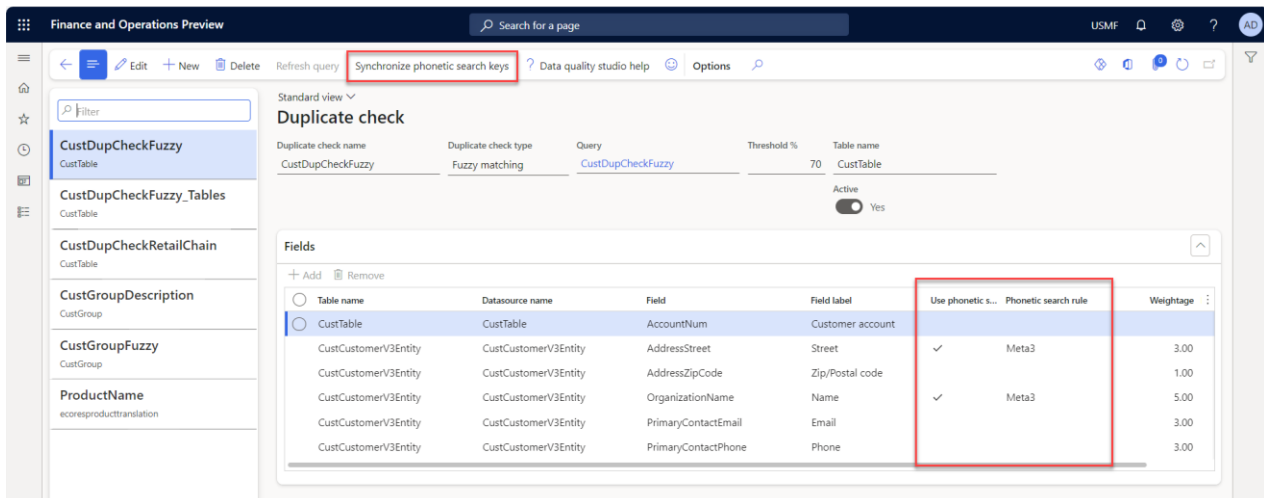 Finance and Operations Preview Search for a page USMF ? AD
Edit New Delete Refresh query Synchronize phonetic search keys ? Data quality studio help Options 0
Filter
CustDupCheckFuzzy
CustTable
CustDupCheckFuzzy_Tables
CustTable
CustDupCheckRetailChain
CustTable
CustGroupDescription
CustGroup
CustGroupFuzzy
CustGroup
ProductName
ecoresproducttranslation
Standard view
Duplicate check
Duplicate check name Duplicate check type Query Threshold % Table name
CustDupCheckFuzzy Fuzzy matching CustDupCheckFuzzy 70 CustTable
Active
Yes
Fields
Add Remove
Table name Datasource name Field Field label Use phonetic s... Phonetic search rule Weightage
CustTable CustTable AccountNum Customer account
CustCustomerV3Entity CustCustomerV3Entity AddressStreet Street Meta3 3.00
CustCustomerV3Entity CustCustomerV3Entity AddressZipCode Zip/Postal code 1.00
CustCustomerV3Entity CustCustomerV3Entity OrganizationName Name Meta3 5.00
CustCustomerV3Entity CustCustomerV3Entity PrimaryContactEmail Email 3.00
CustCustomerV3Entity CustCustomerV3Entity PrimaryContactPhone Phone 3.00